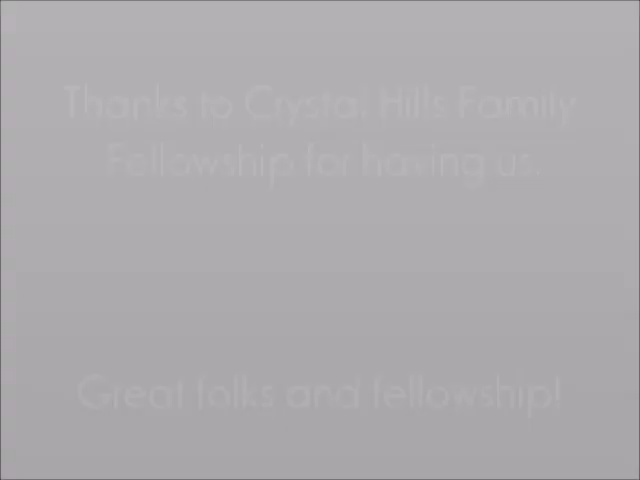 Thanks to Crystal Hills Family
Fellowship for having us.
Great folks and fellowship!